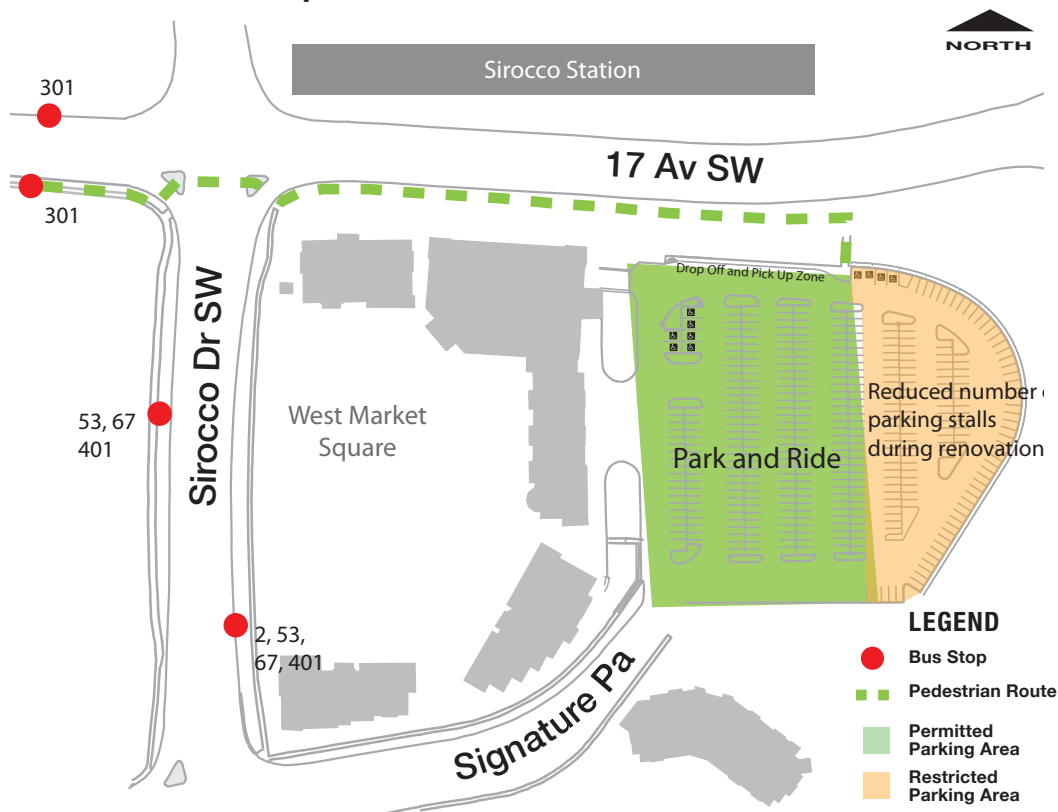 NORTH
Sirocco Station
301
17 Av SW
301
Drop Off and Pick Up Zone
Sirocco Dr SW
West Market
Square
53, 67
401
Park and Ride
Reduced number
parking stalls
during renovation
2, 53,
67, 401
Signature Pa
LEGEND
Bus Stop
Pedestrian Route
Permitted
Parking Area
Restricted
Parking Area